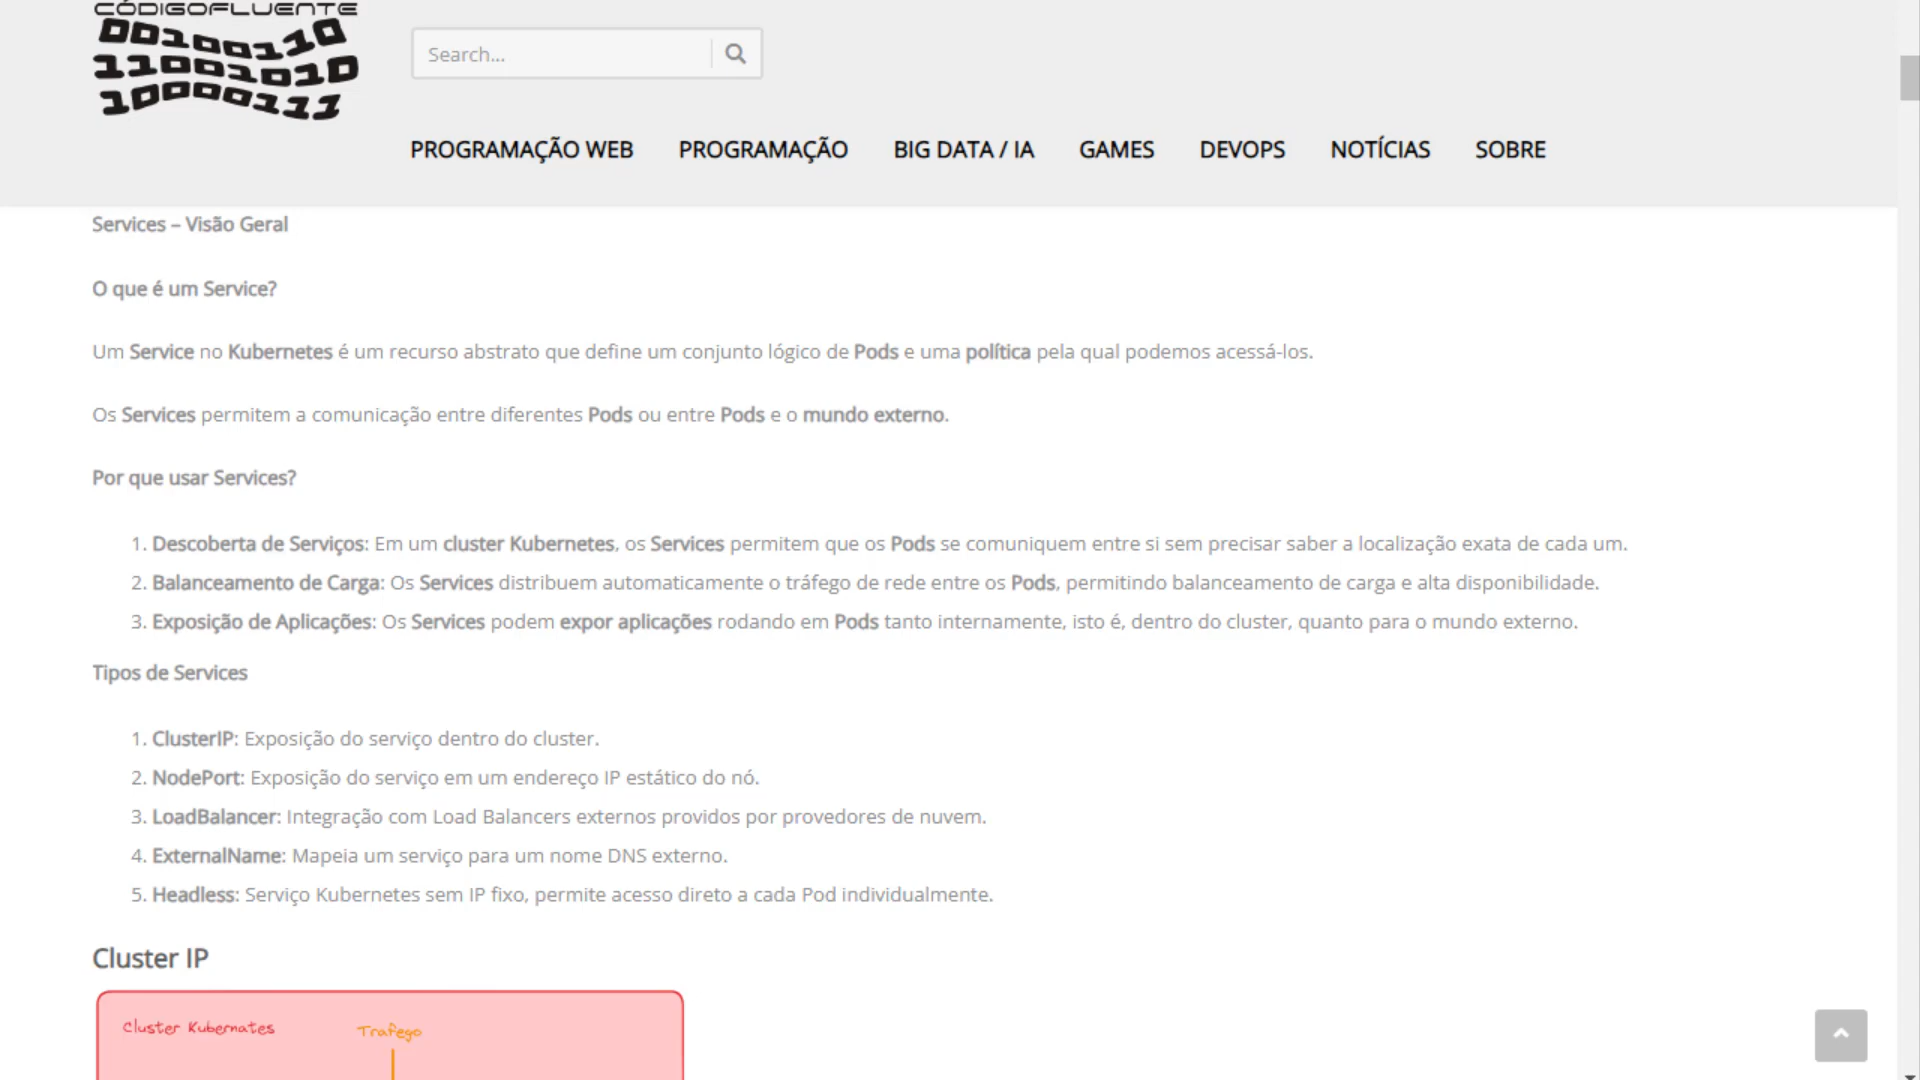 CÓDIGOFLUENTE
00100110
11001010
10000111
Search...
PROGRAMAÇÃO WEB PROGRAMAÇÃO BIG DATA / IA GAMES DEVOPS NOTÍCIAS SOBRE
Services – Visão Geral
O que é um Service?
Um Service no Kubernetes é um recurso abstrato que define um conjunto lógico de Pods e uma política pela qual podemos acessá-los.
Os Services permitem a comunicação entre diferentes Pods ou entre Pods e o mundo externo.
Por que usar Services?
1. Descoberta de Serviços: Em um cluster Kubernetes, os Services permitem que os Pods se comuniquem entre si sem precisar saber a localização exata de cada um.
2. Balanceamento de Carga: Os Services distribuem automaticamente o tráfego de rede entre os Pods, permitindo balanceamento de carga e alta disponibilidade.
3. Exposição de Aplicações: Os Services podem expor aplicações rodando em Pods tanto internamente, isto é, dentro do cluster, quanto para o mundo externo.
Tipos de Services
1. ClusterIP: Exposição do serviço dentro do cluster.
2. NodePort: Exposição do serviço em um endereço IP estático do nó.
3. LoadBalancer: Integração com Load Balancers externos providos por provedores de nuvem.
4. ExternalName: Mapeia um serviço para um nome DNS externo.
5. Headless: Serviço Kubernetes sem IP fixo, permite acesso direto a cada Pod individualmente.
Cluster IP
Cluster Kubernates
Trafego